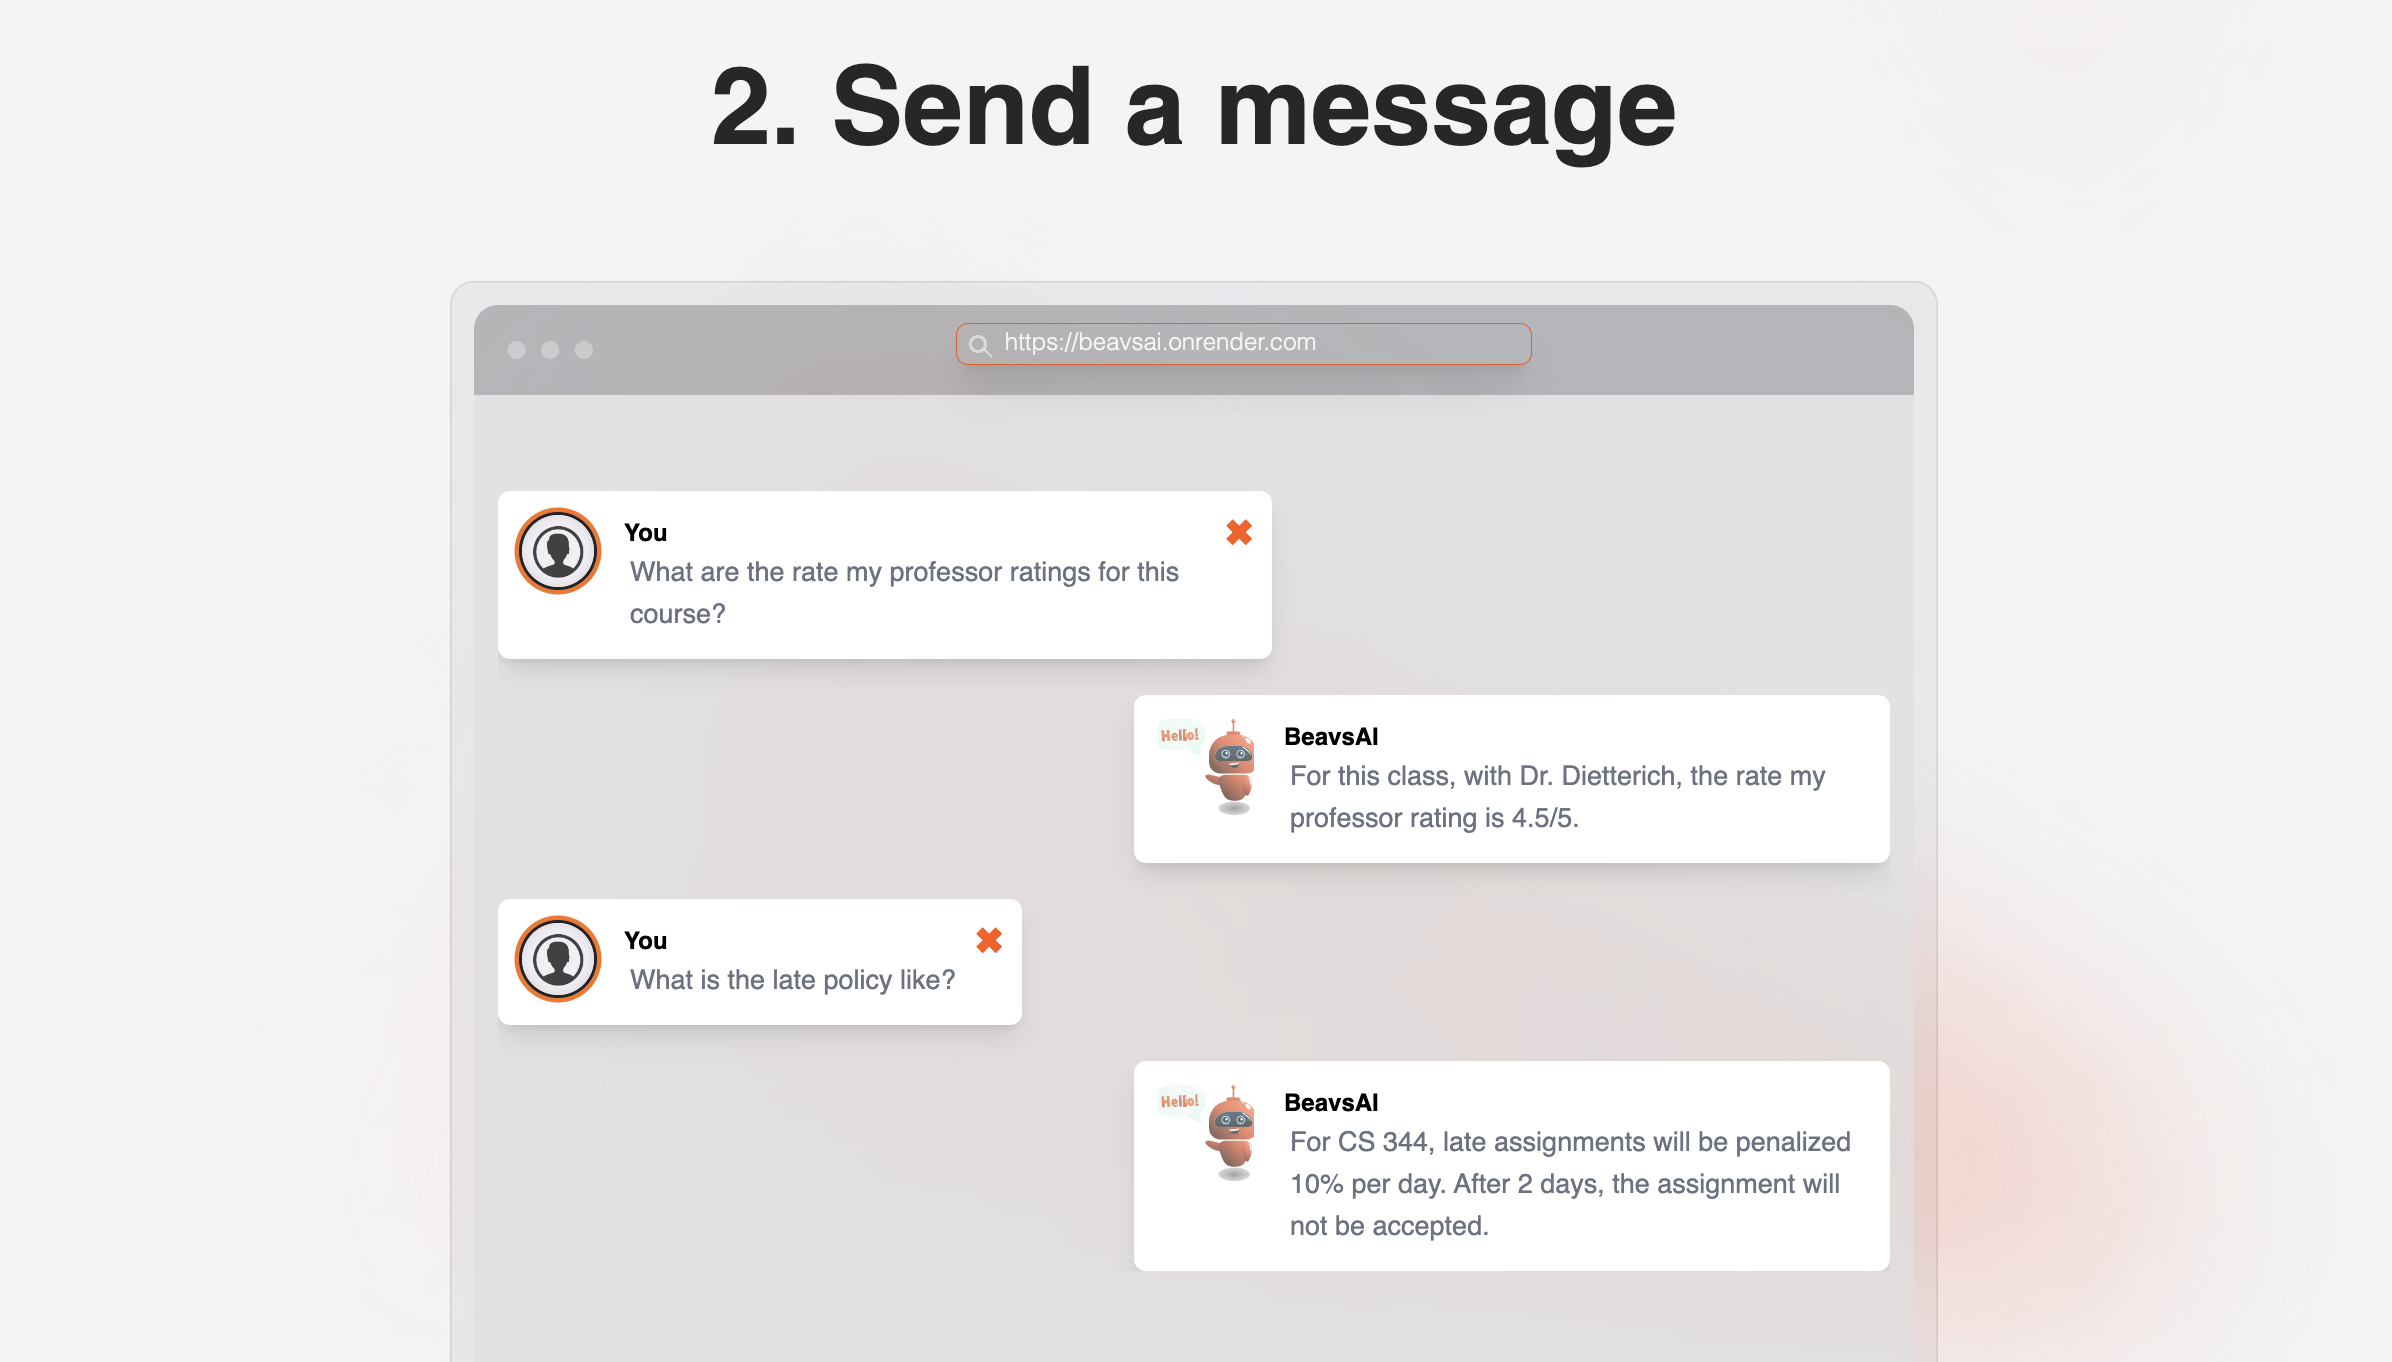 2. Send a message
https://beavsai.onrender.com
You
What are the rate my professor ratings for this
course?
Hello!
BeavsAI
For this class, with Dr. Dietterich, the rate my
professor rating is 4.5/5.
You
What is the late policy like?
Hello!
BeavsAI
For CS 344, late assignments will be penalized
10% per day. After 2 days, the assignment will
not be accepted.